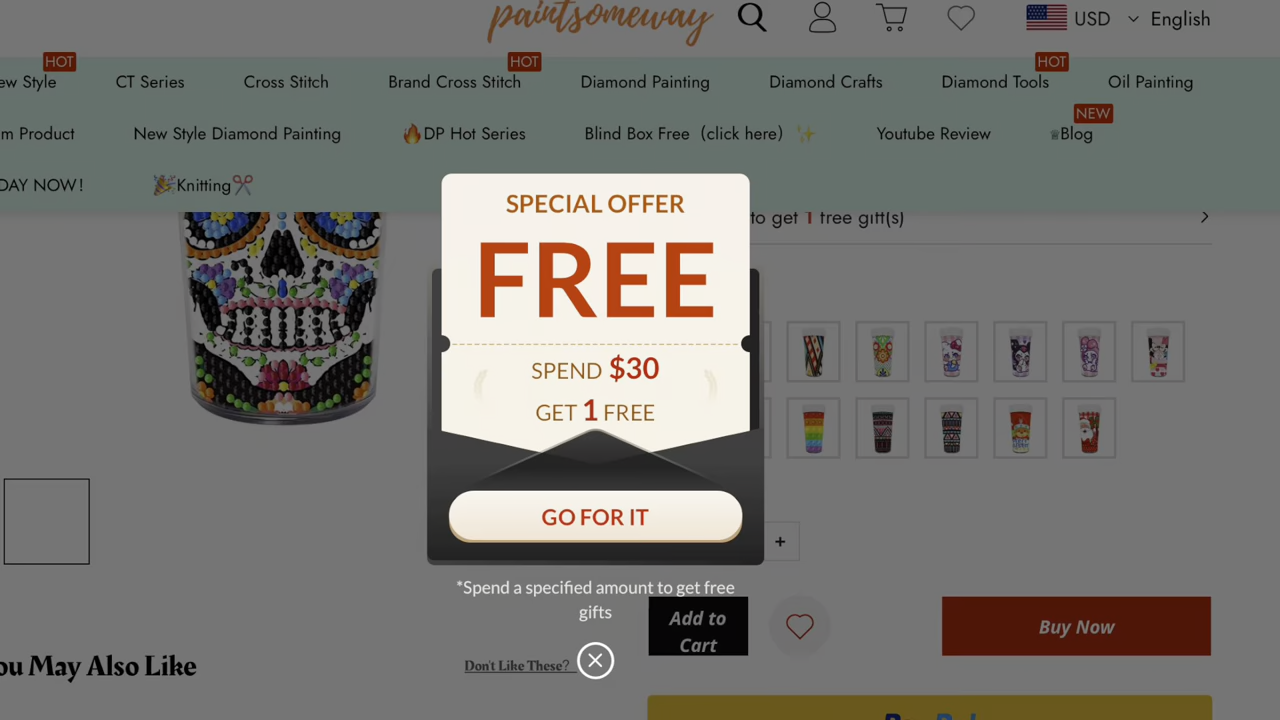 paintsomeway
USD
English
HOT
HOT
HOT
ew Style
CT Series
Cross Stitch
Brand Cross Stitch
Diamond Painting
Diamond Crafts
Diamond Tools
Oil Painting
NEW
m Product
New Style Diamond Painting
🔥DP Hot Series
Blind Box Free（click here）✨
Youtube Review
♕Blog
DAY NOW!
🎉Knitting✂️
to get 1 free gift(s)
SPECIAL OFFER
FREE
SPEND $30
GET 1 FREE
GO FOR IT
+
*Spend a specified amount to get free
gifts
Add to
Cart
Buy Now
ou May Also Like
Don't Like These?